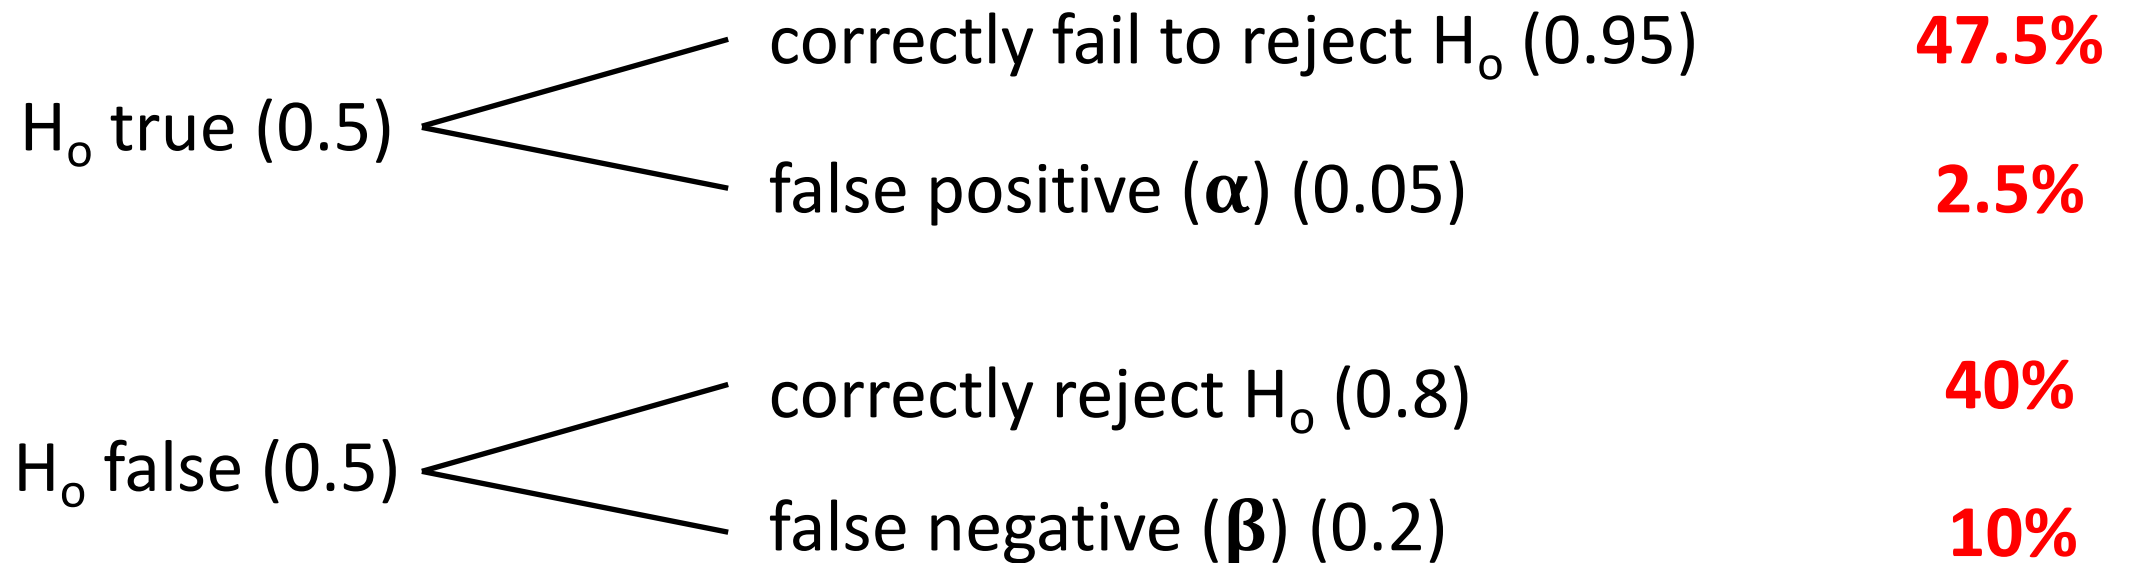 correctly fail to reject Hₒ (0.95) 47.5%
Hₒ true (0.5)
false positive (α) (0.05) 2.5%
correctly reject Hₒ (0.8) 40%
Hₒ false (0.5)
false negative (β) (0.2) 10%